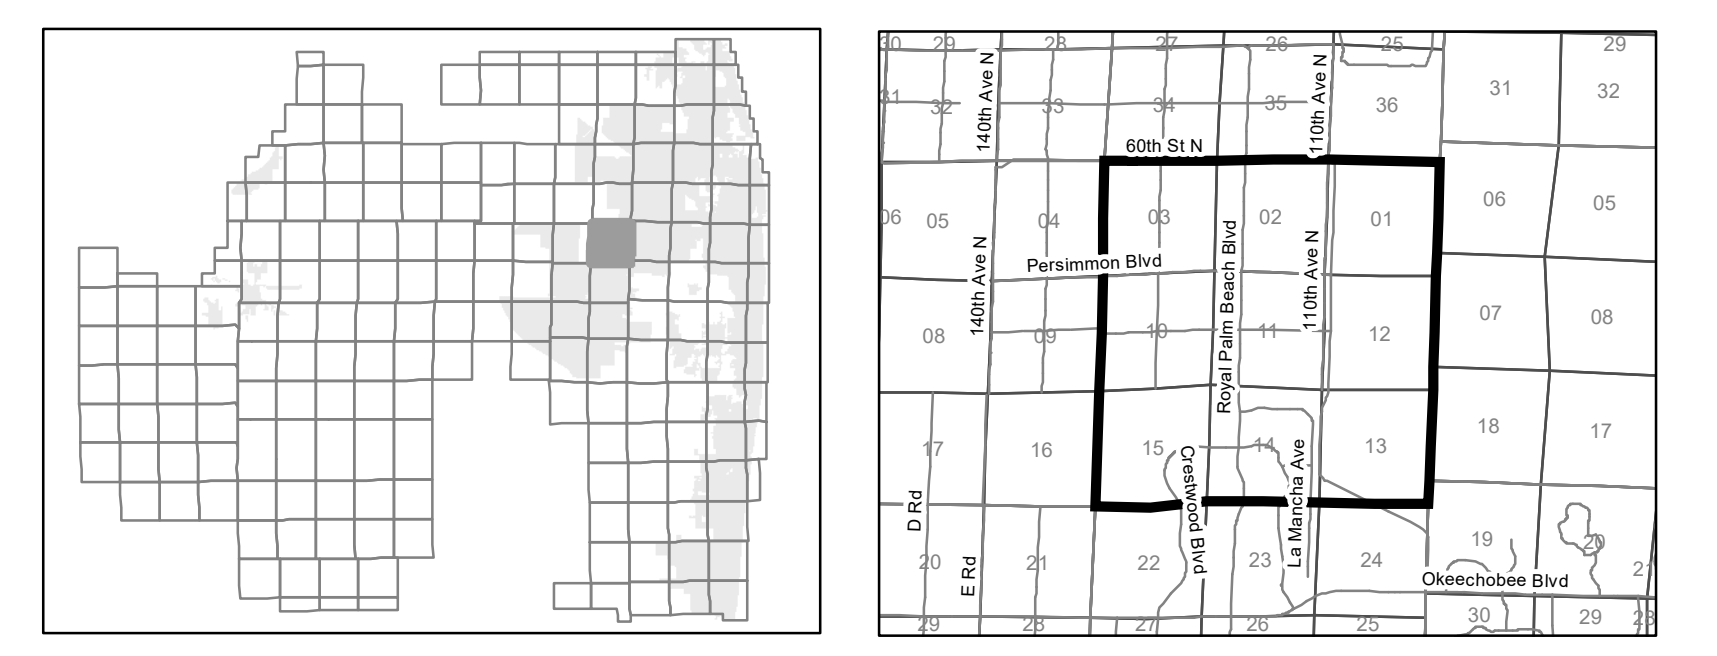 30 29 28 27 26 25 29
31 32 33 34 35 36 31 32
140th Ave N
110th Ave N
60th St N
06 05 04 03 02 01 06 05
140th Ave N
Persimmon Blvd
Royal Palm Beach Blvd
110th Ave N
08 09 10 11 12 07 08
17 16 15 14 13 18 17
D Rd
E Rd
Crestwood Blvd
La Mancha Ave
20 21 22 23 24 19 20 21
Okeechobee Blvd
29 28 27 26 25 30 29 28